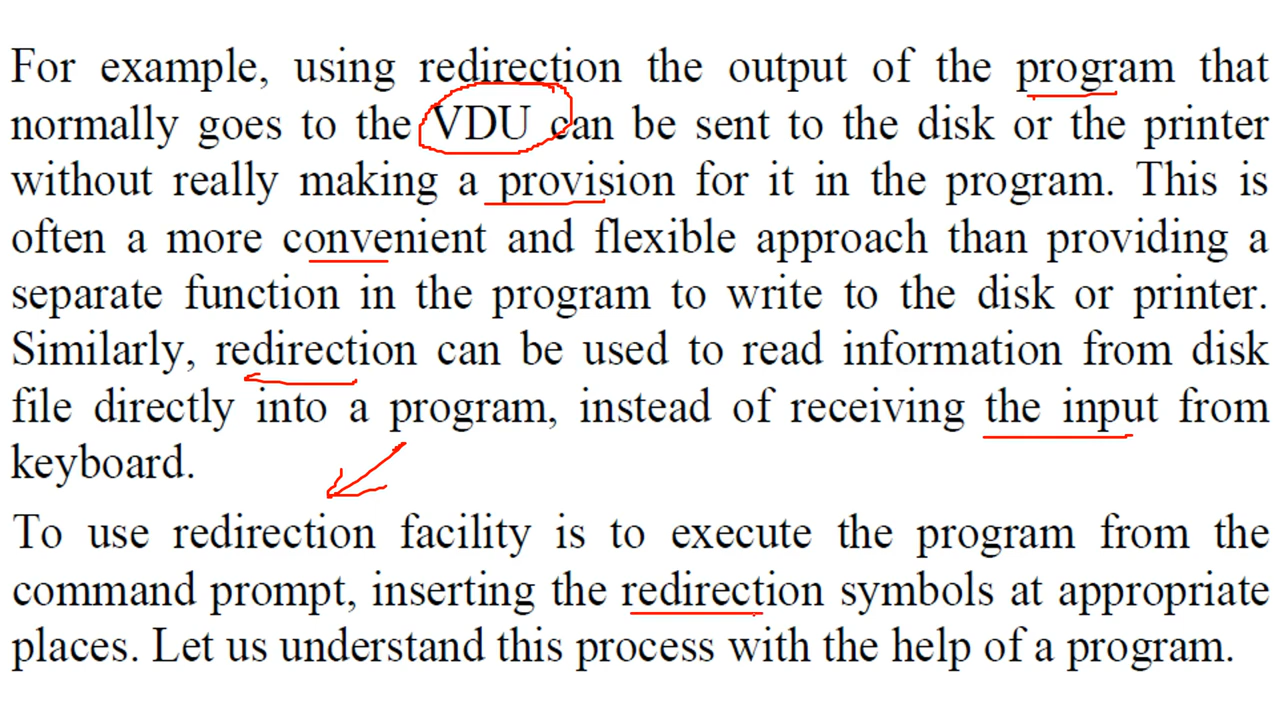 For example, using redirection the output of the program that
normally goes to the VDU can be sent to the disk or the printer
without really making a provision for it in the program. This is
often a more convenient and flexible approach than providing a
separate function in the program to write to the disk or printer.
Similarly, redirection can be used to read information from disk
file directly into a program, instead of receiving the input from
keyboard.
To use redirection facility is to execute the program from the
command prompt, inserting the redirection symbols at appropriate
places. Let us understand this process with the help of a program.